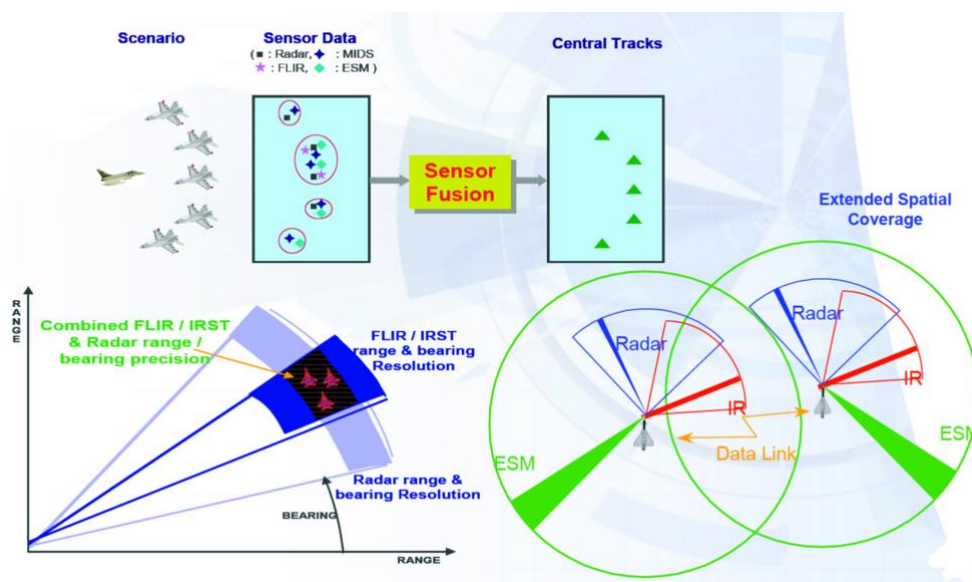 Scenario
Sensor Data
(■ : Radar, ✦ : MIDS
★ : FLIR, ◆ : ESM )
Central Tracks
Sensor
Fusion
Extended Spatial
Coverage
RANGE
Combined FLIR / IRST
& Radar range /
bearing precision
FLIR / IRST
range & bearing
Resolution
Radar range &
bearing Resolution
BEARING
RANGE
Radar
IR
ESM
Data Link
Radar
IR
ESM